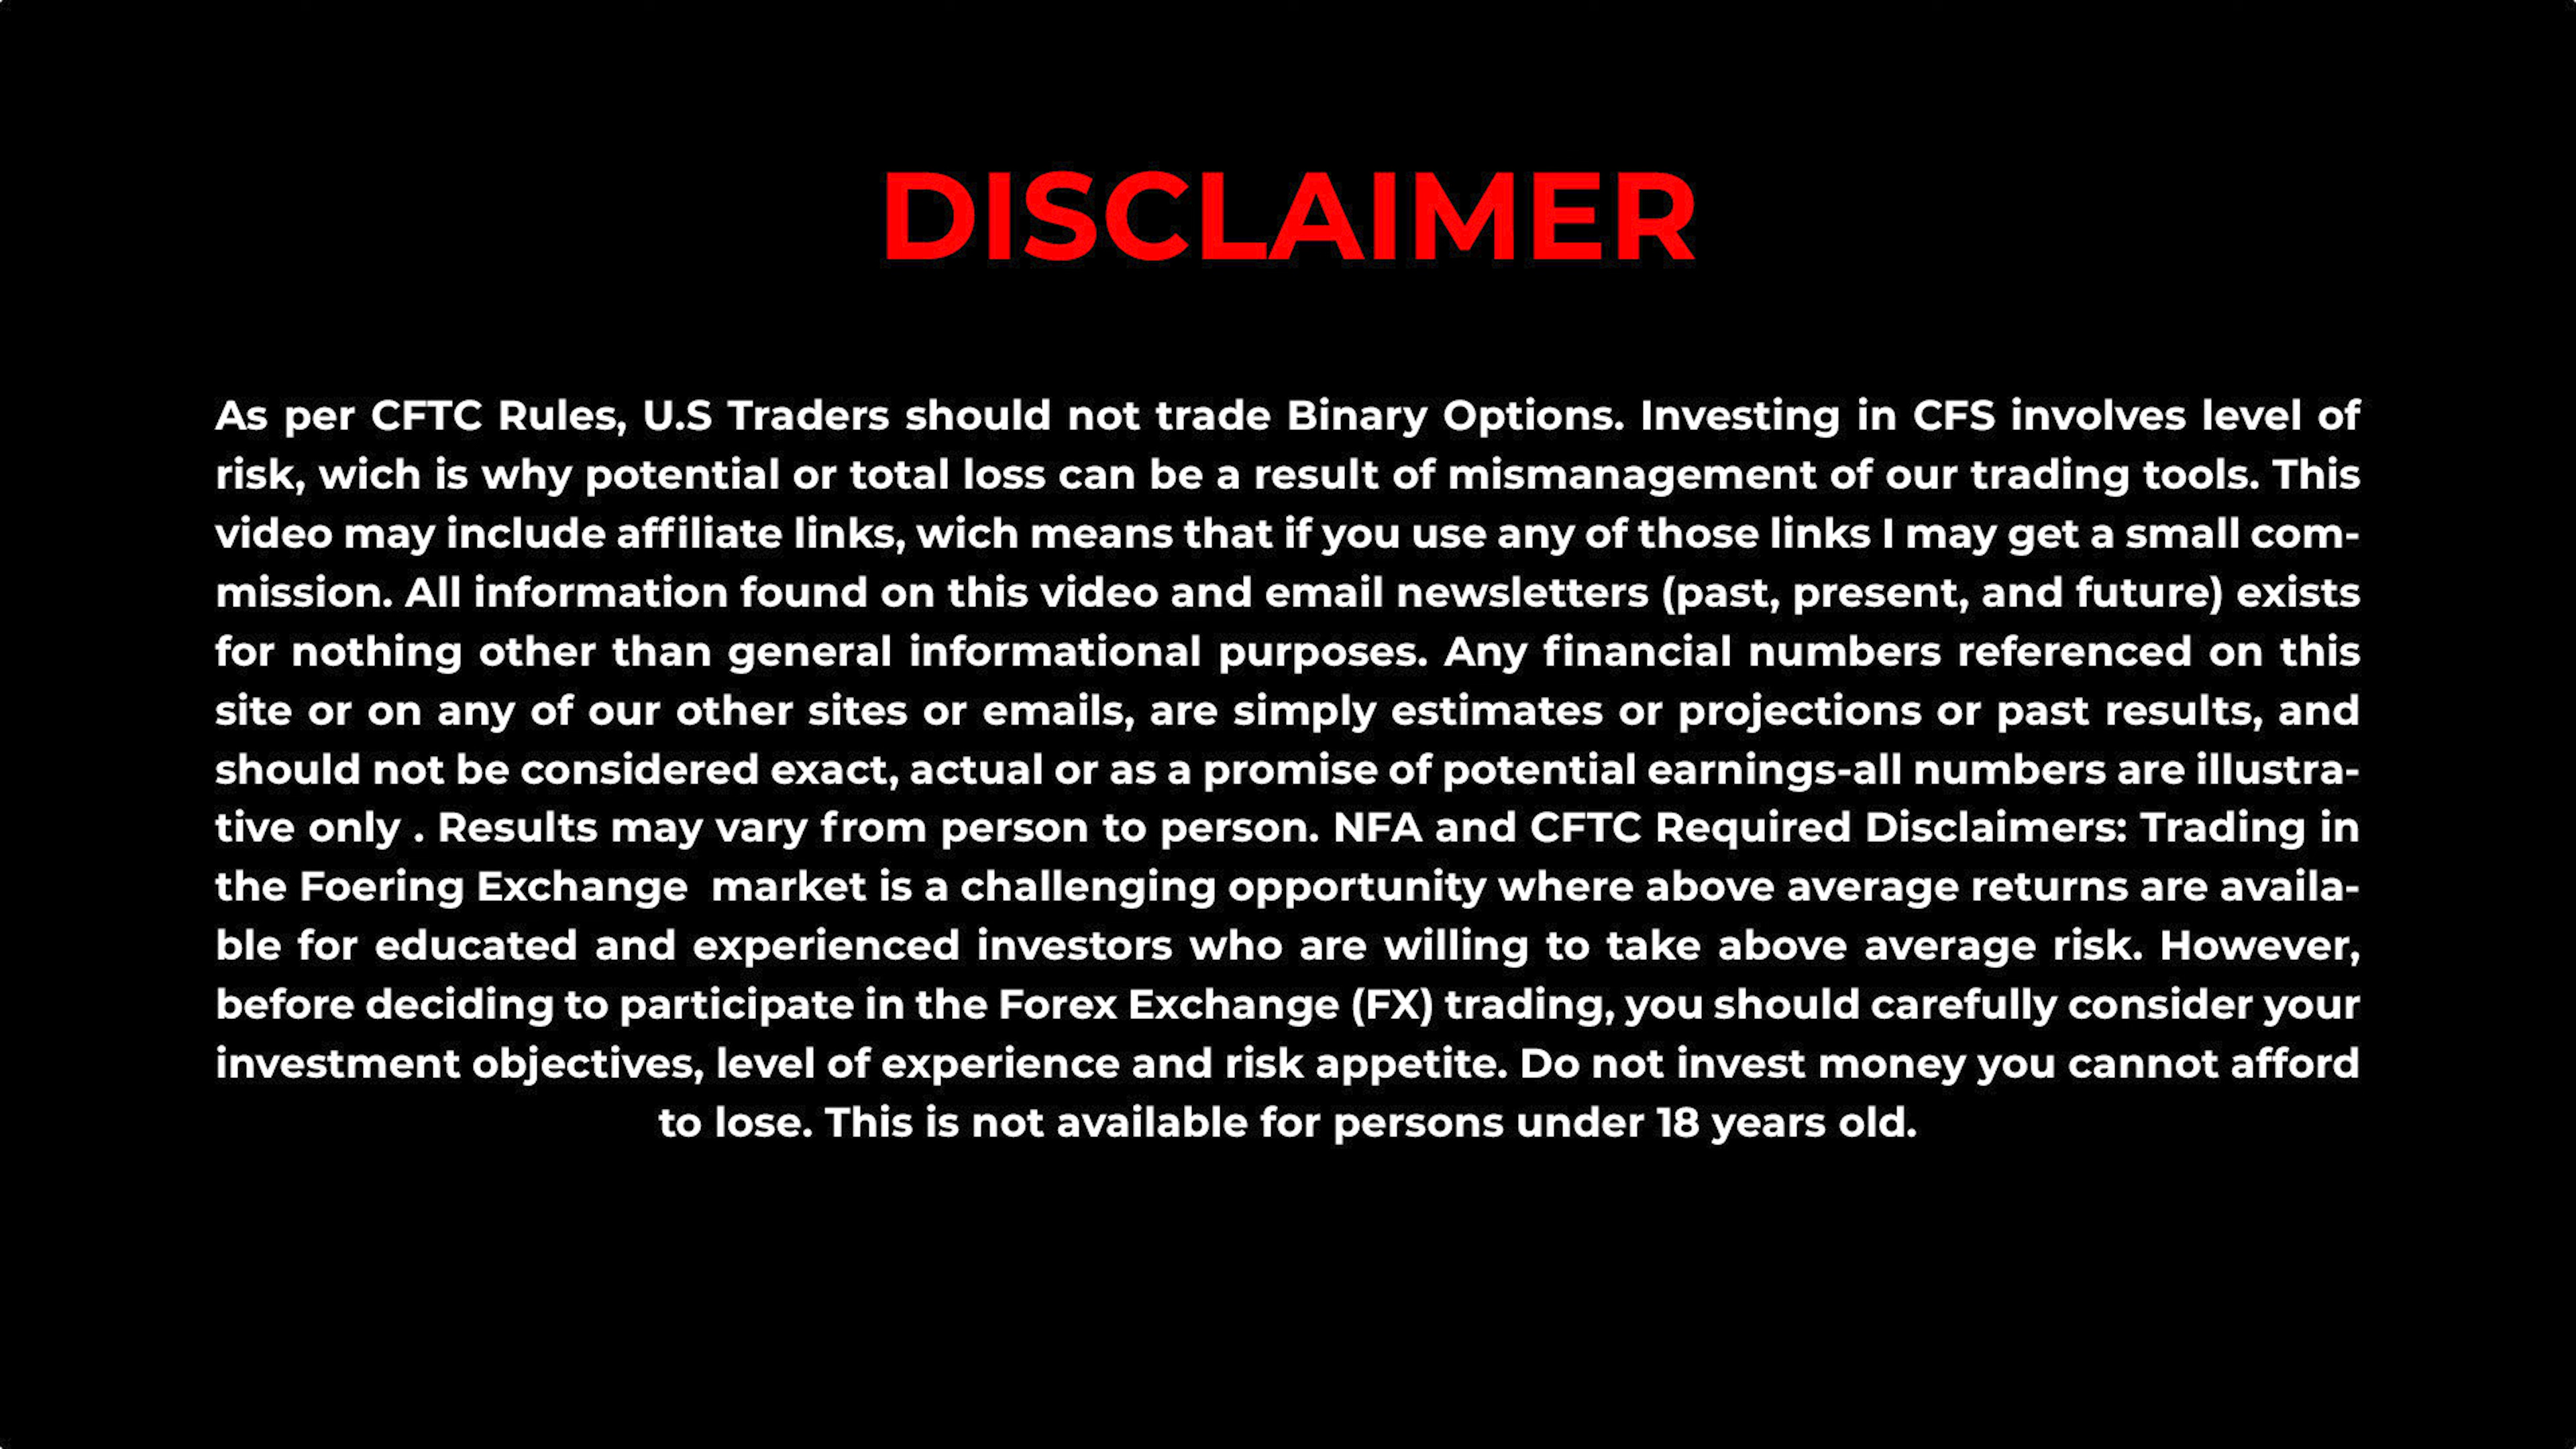 DISCLAIMER
As per CFTC Rules, U.S Traders should not trade Binary Options. Investing in CFS involves level of
risk, wich is why potential or total loss can be a result of mismanagement of our trading tools. This
video may include affiliate links, wich means that if you use any of those links I may get a small com-
mission. All information found on this video and email newsletters (past, present, and future) exists
for nothing other than general informational purposes. Any financial numbers referenced on this
site or on any of our other sites or emails, are simply estimates or projections or past results, and
should not be considered exact, actual or as a promise of potential earnings-all numbers are illustra-
tive only . Results may vary from person to person. NFA and CFTC Required Disclaimers: Trading in
the Foering Exchange  market is a challenging opportunity where above average returns are availa-
ble for educated and experienced investors who are willing to take above average risk. However,
before deciding to participate in the Forex Exchange (FX) trading, you should carefully consider your
investment objectives, level of experience and risk appetite. Do not invest money you cannot afford
to lose. This is not available for persons under 18 years old.